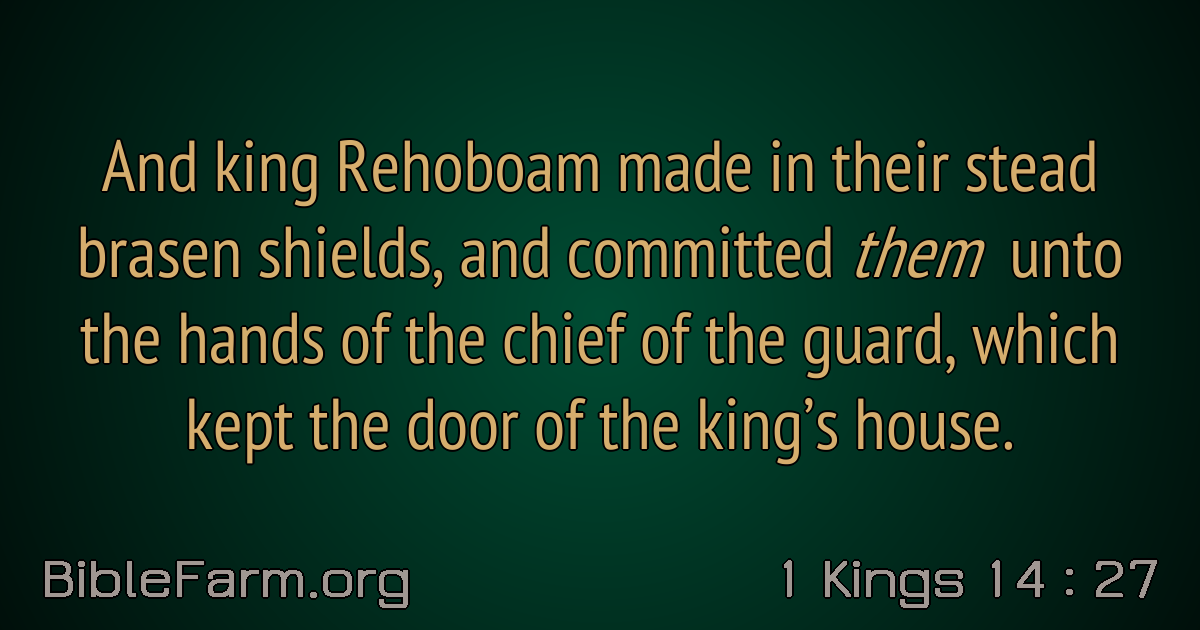 And king Rehoboam made in their stead
brasen shields, and committed them unto
the hands of the chief of the guard, which
kept the door of the king’s house.
BibleFarm.org
1 Kings 14 : 27